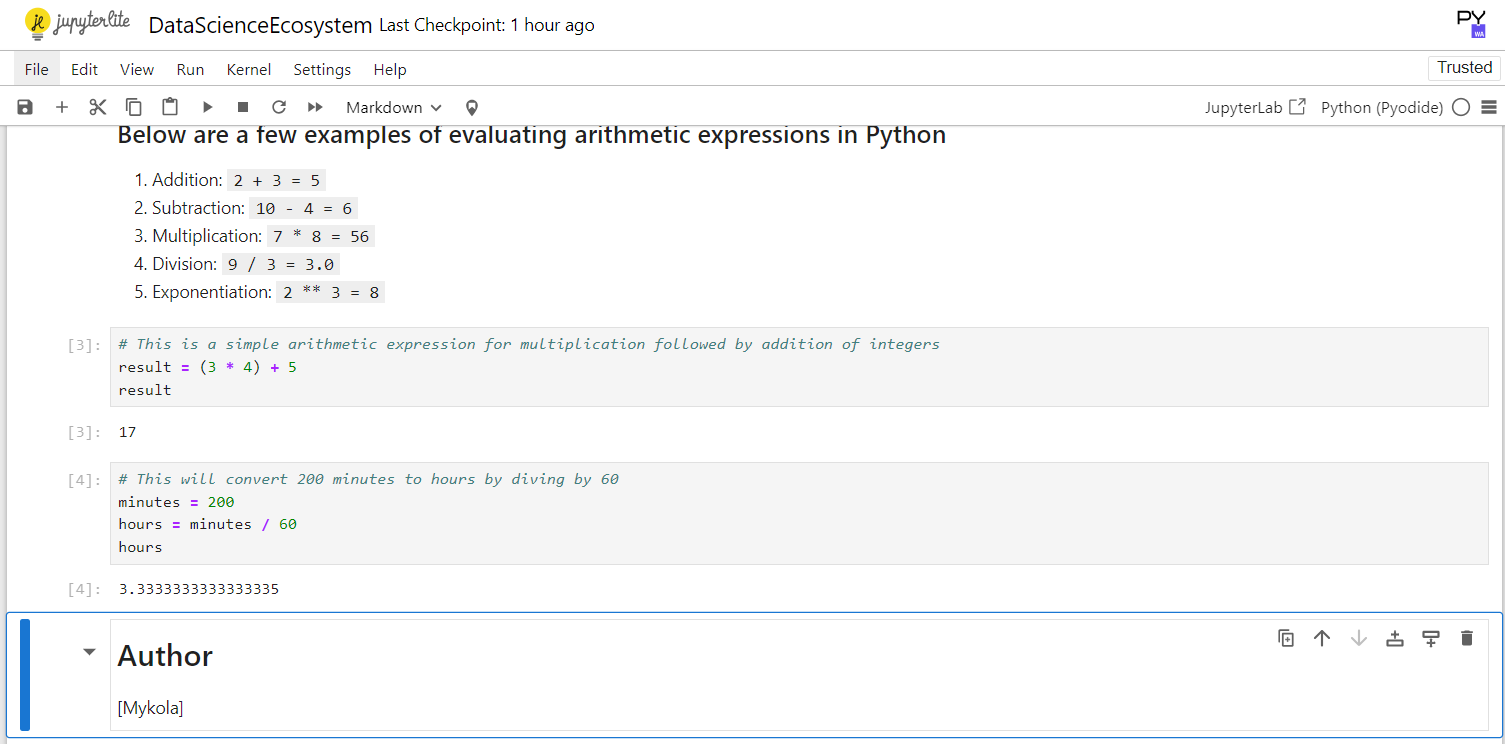 jupyterlite DataScienceEcosystem Last Checkpoint: 1 hour ago PY WA
File Edit View Run Kernel Settings Help Trusted
Markdown JupyterLab Python (Pyodide)
Below are a few examples of evaluating arithmetic expressions in Python
1. Addition: 2 + 3 = 5
2. Subtraction: 10 - 4 = 6
3. Multiplication: 7 * 8 = 56
4. Division: 9 / 3 = 3.0
5. Exponentiation: 2 ** 3 = 8
[3]: # This is a simple arithmetic expression for multiplication followed by addition of integers
result = (3 * 4) + 5
result
[3]: 17
[4]: # This will convert 200 minutes to hours by diving by 60
minutes = 200
hours = minutes / 60
hours
[4]: 3.3333333333333335
Author
[Mykola]